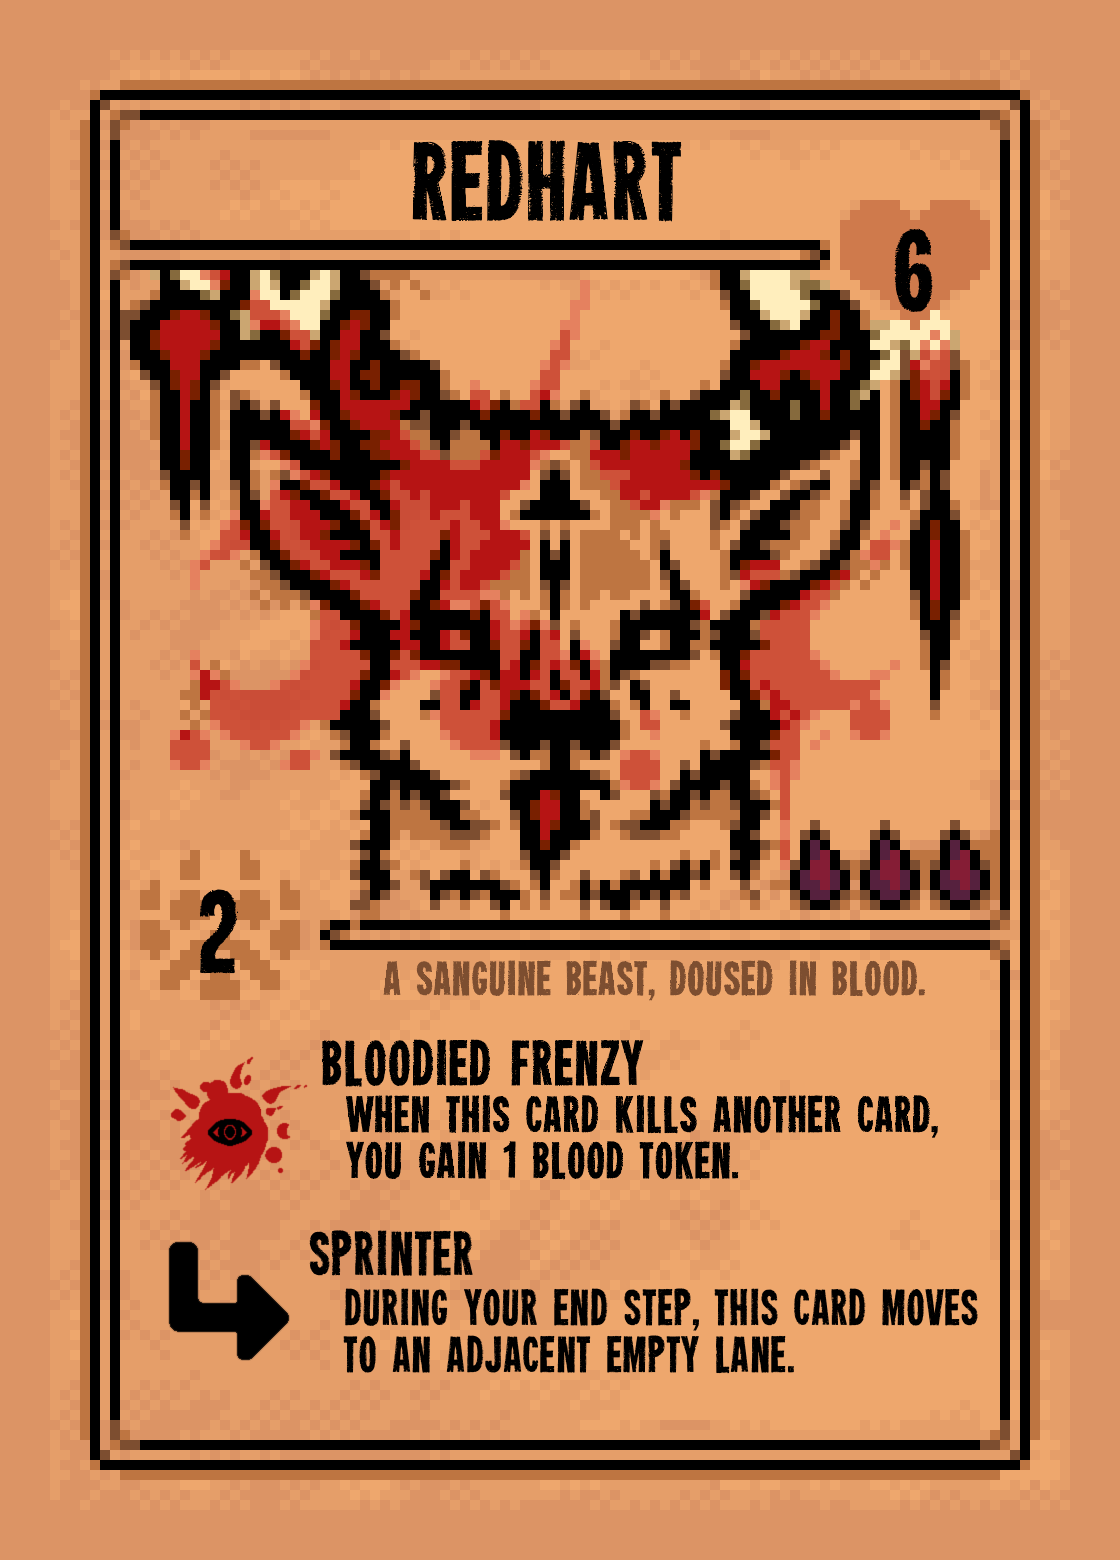 REDHART
6
2
A SANGUINE BEAST, DOUSED IN BLOOD.
BLOODIED FRENZY
WHEN THIS CARD KILLS ANOTHER CARD,
YOU GAIN 1 BLOOD TOKEN.
SPRINTER
DURING YOUR END STEP, THIS CARD MOVES
TO AN ADJACENT EMPTY LANE.